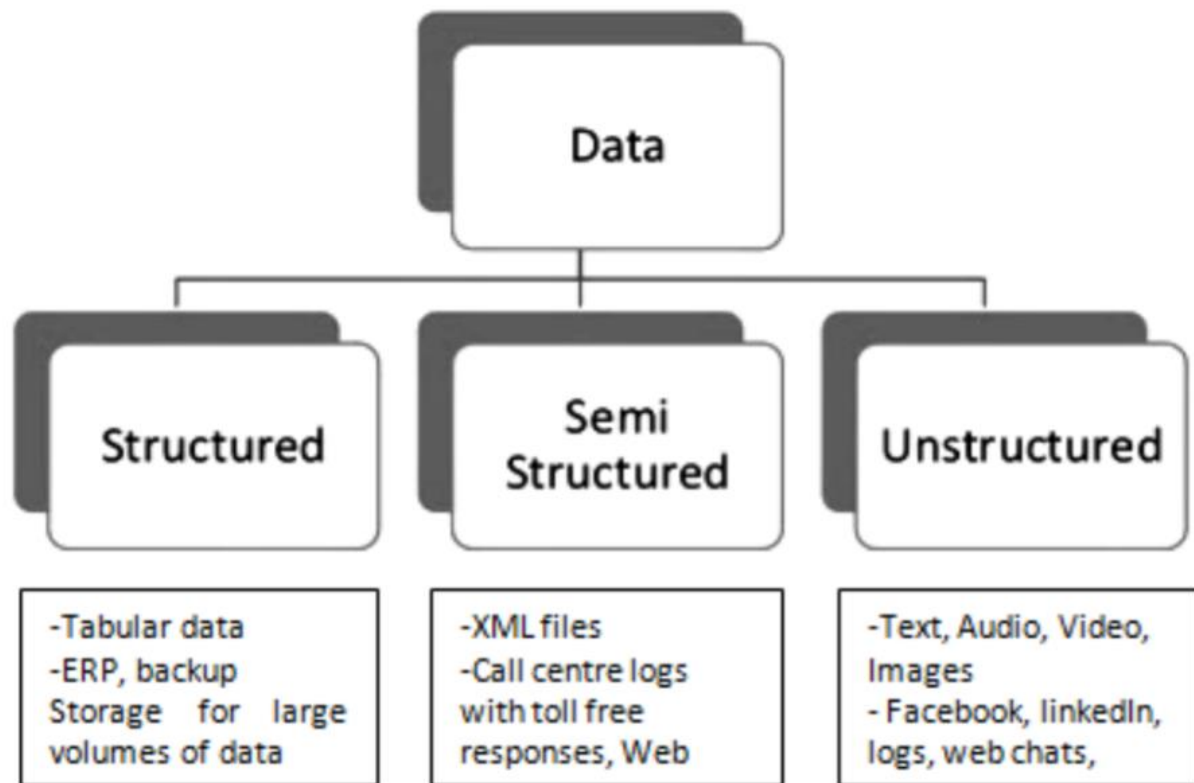 Data
Structured
Semi
Structured
Unstructured
-Tabular data
-ERP, backup
Storage for large
volumes of data
-XML files
-Call centre logs
with toll free
responses, Web
-Text, Audio, Video,
Images
- Facebook, linkedIn,
logs, web chats,